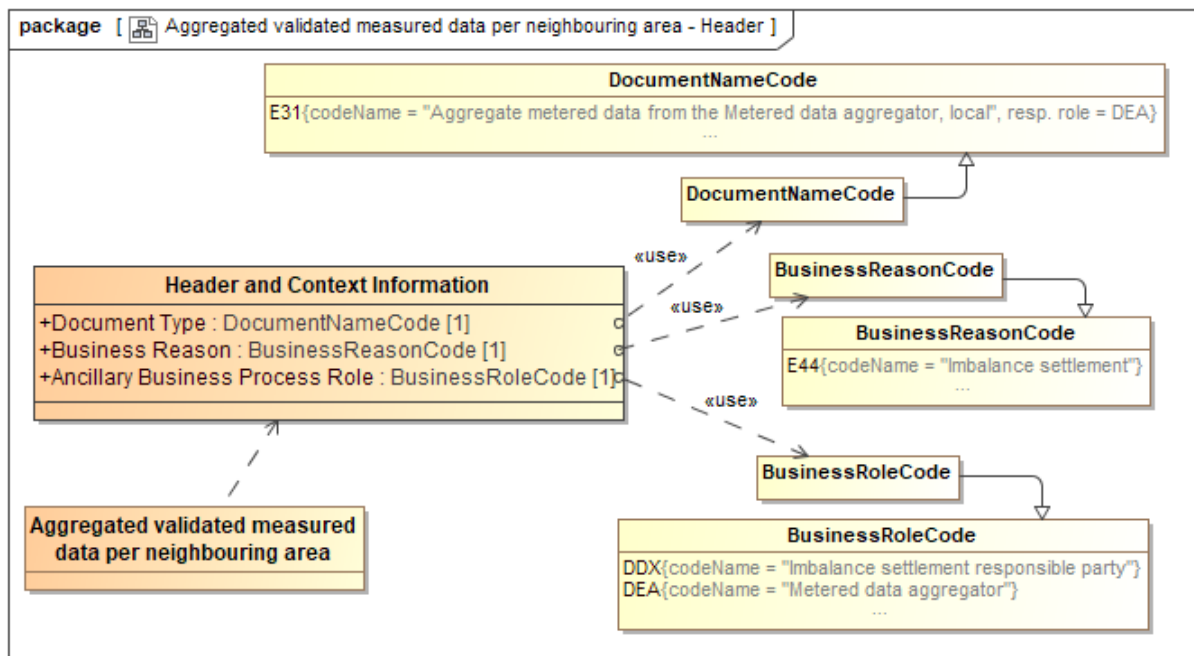 package [ Aggregated validated measured data per neighbouring area - Header ]
DocumentNameCode
E31{codeName = "Aggregate metered data from the Metered data aggregator, local", resp. role = DEA}
...
DocumentNameCode
«use»
BusinessReasonCode
Header and Context Information
«use»
+Document Type : DocumentNameCode [1]
+Business Reason : BusinessReasonCode [1]
+Ancillary Business Process Role : BusinessRoleCode [1]
BusinessReasonCode
E44{codeName = "Imbalance settlement"}
...
«use»
BusinessRoleCode
Aggregated validated measured
data per neighbouring area
BusinessRoleCode
DDX{codeName = "Imbalance settlement responsible party"}
DEA{codeName = "Metered data aggregator"}
...